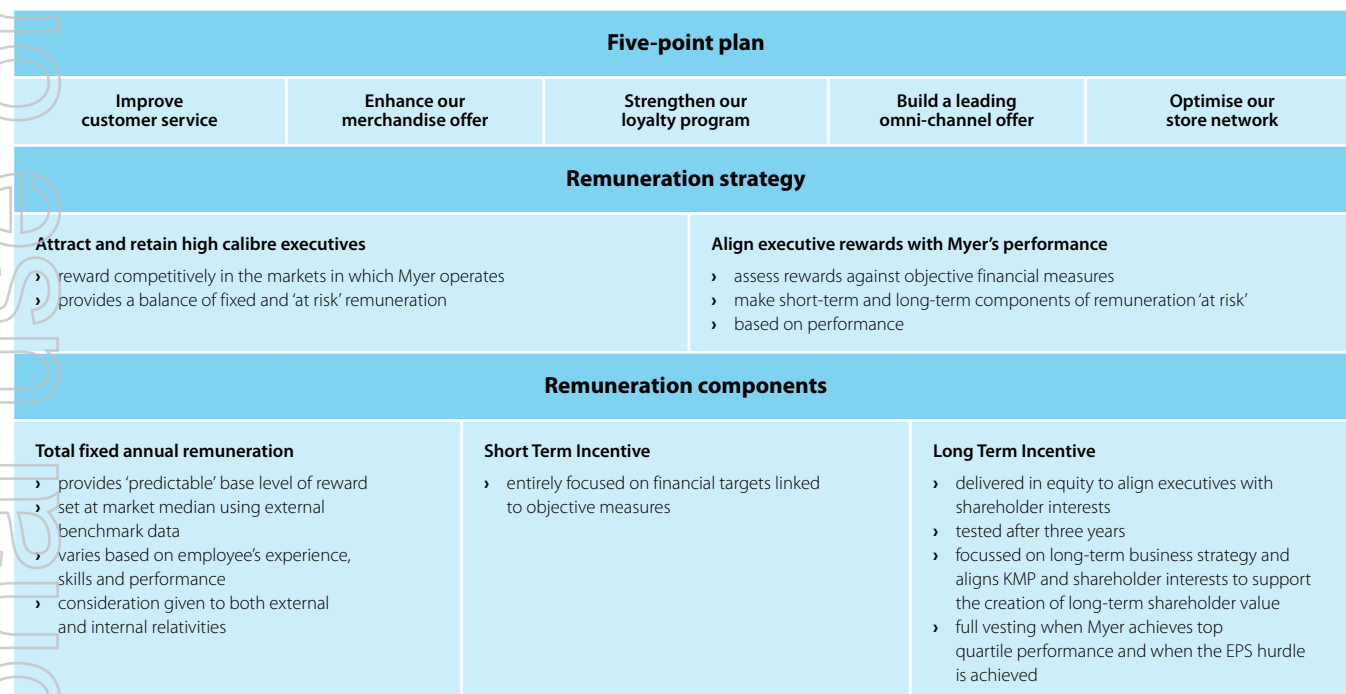 Five-point plan
Improve
customer service
Enhance our
merchandise offer
Strengthen our
loyalty program
Build a leading
omni-channel offer
Optimise our
store network
Remuneration strategy
Attract and retain high calibre executives
› reward competitively in the markets in which Myer operates
› provides a balance of fixed and ‘at risk’ remuneration
Align executive rewards with Myer’s performance
› assess rewards against objective financial measures
› make short-term and long-term components of remuneration ‘at risk’
› based on performance
Remuneration components
Total fixed annual remuneration
› provides ‘predictable’ base level of reward
› set at market median using external
benchmark data
› varies based on employee’s experience,
skills and performance
› consideration given to both external
and internal relativities
Short Term Incentive
› entirely focused on financial targets linked
to objective measures
Long Term Incentive
› delivered in equity to align executives with
shareholder interests
› tested after three years
› focussed on long-term business strategy and
aligns KMP and shareholder interests to support
the creation of long-term shareholder value
› full vesting when Myer achieves top
quartile performance and when the EPS hurdle
is achieved